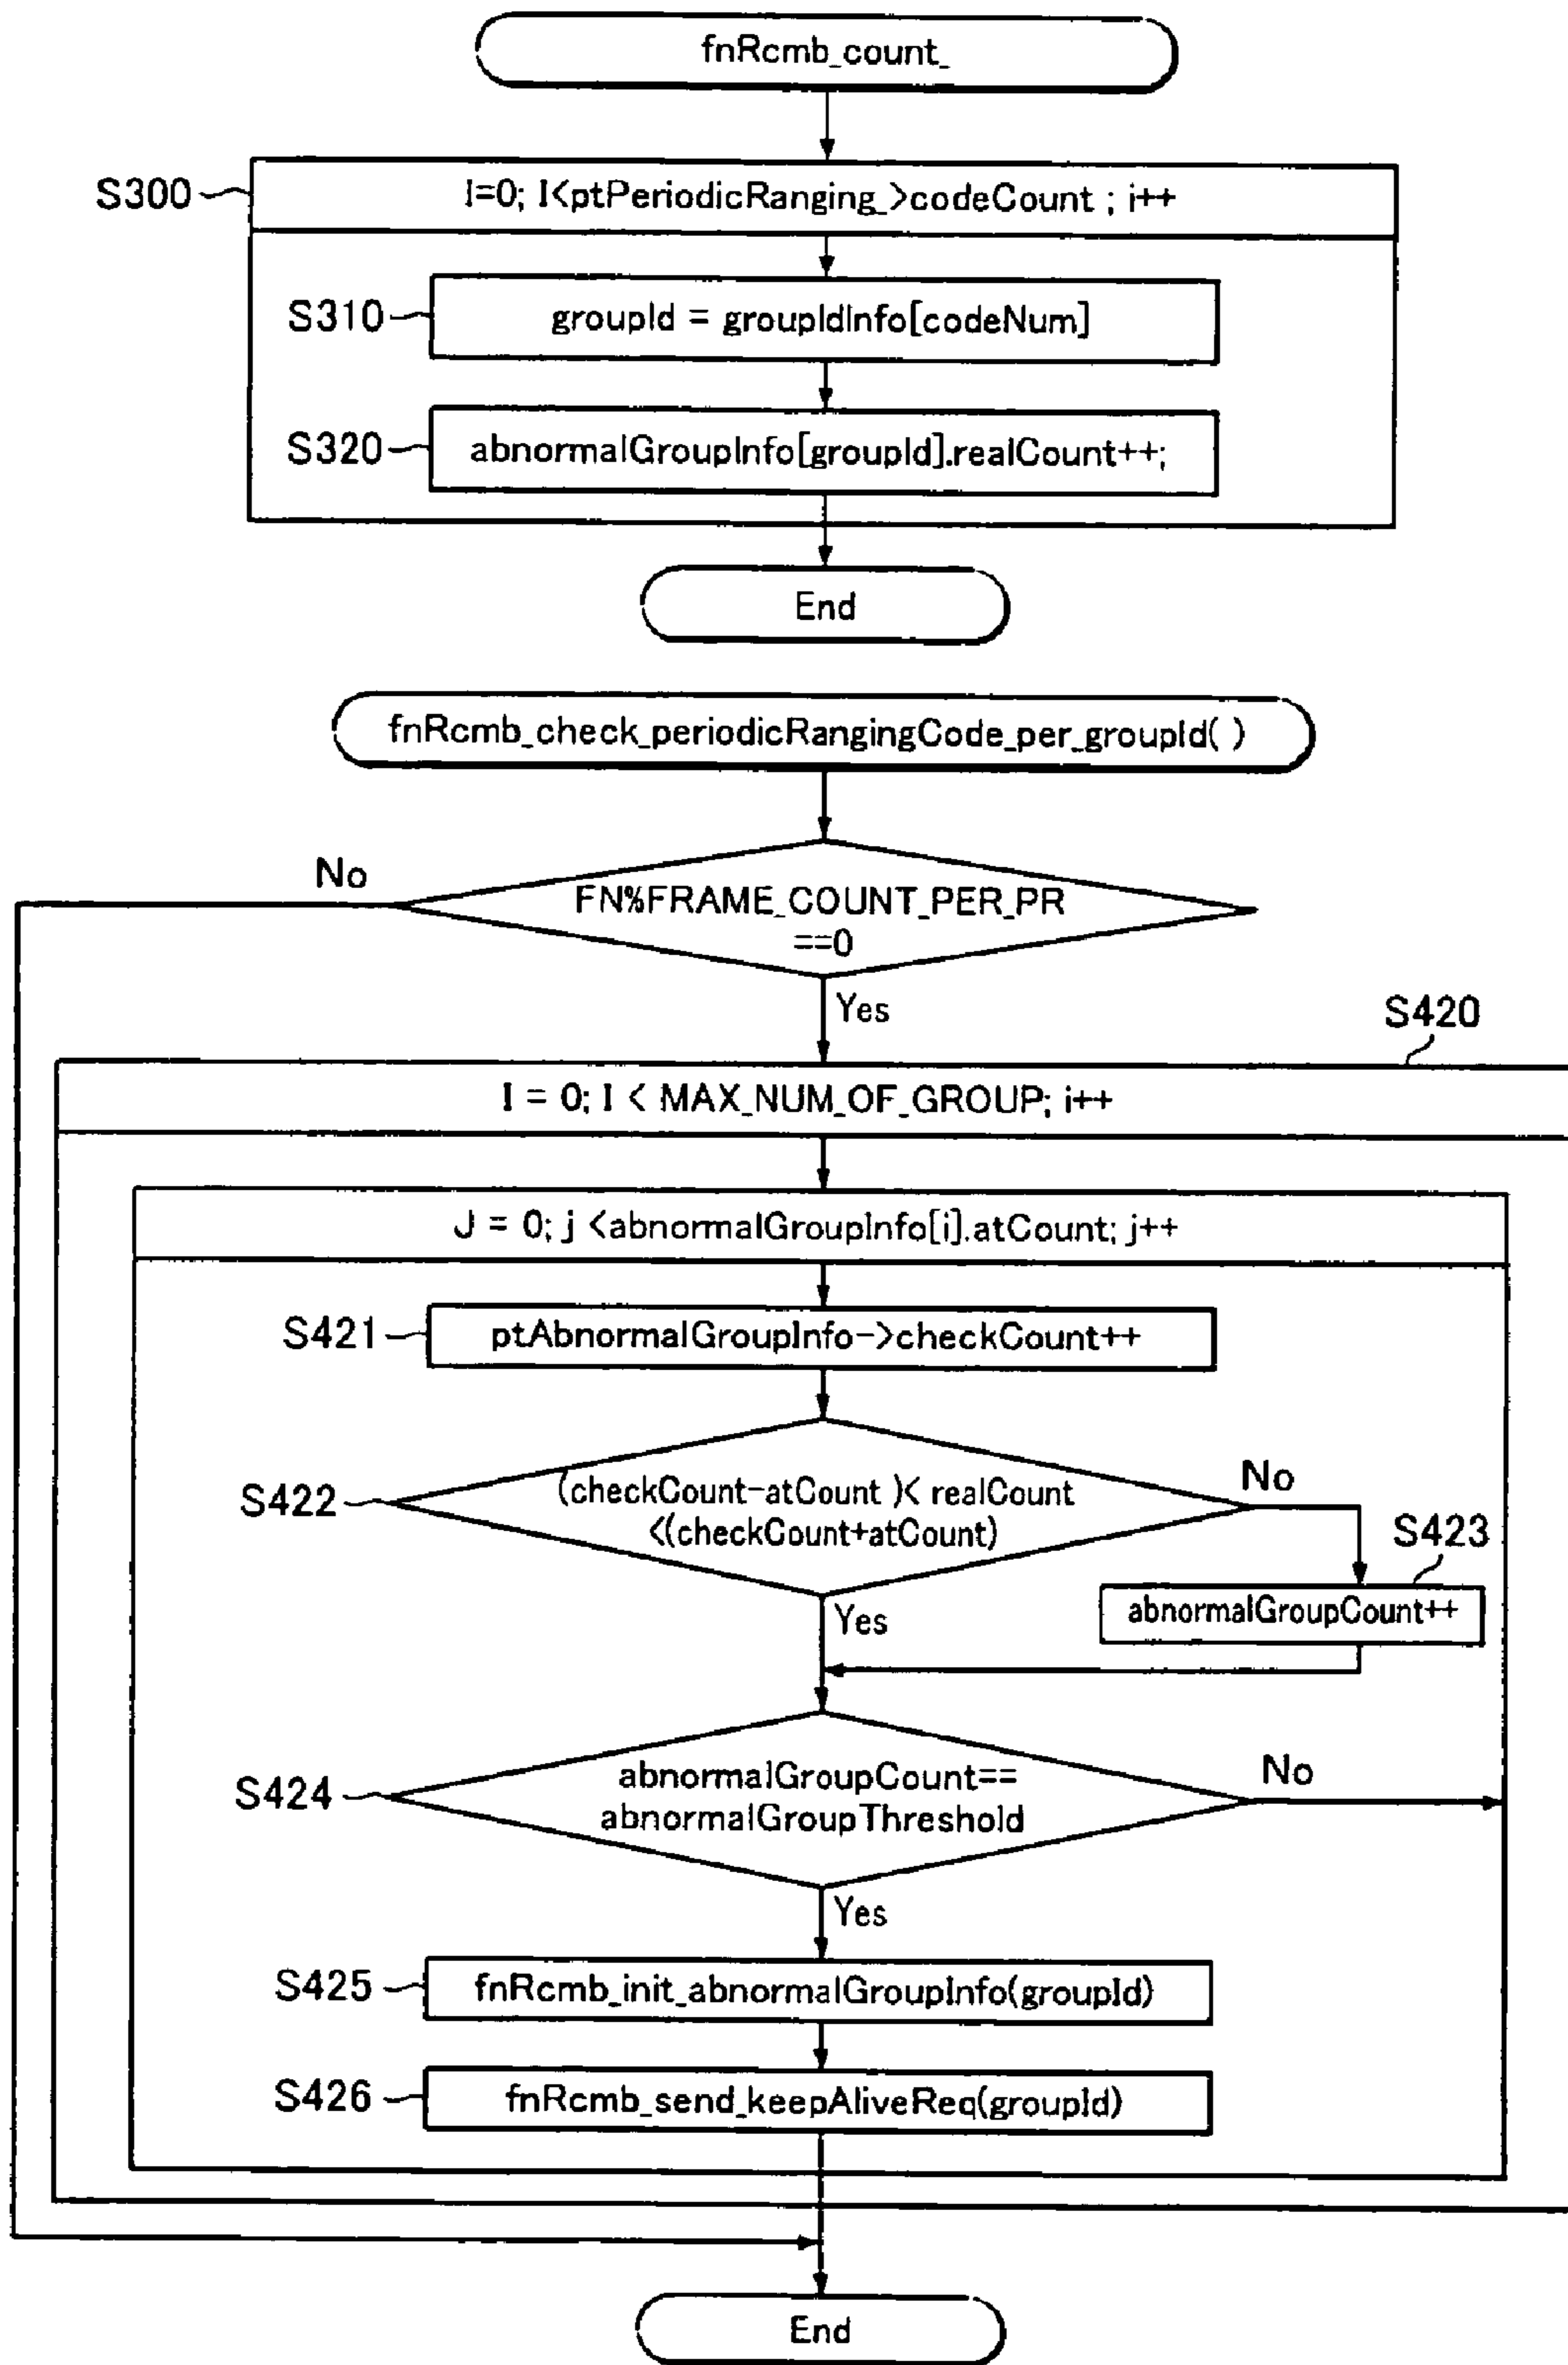 fnRcmb_count_
S300
I=0; I<ptPeriodicRanging_>codeCount ; i++
S310
groupId = groupIdInfo[codeNum]
S320
abnormalGroupInfo[groupId].realCount++;
End
fnRcmb_check_periodicRangingCode_per_groupId( )
No
FN%FRAME_COUNT_PER_PR
==0
Yes
S420
I = 0; I < MAX_NUM_OF_GROUP; i++
J = 0; j <abnormalGroupInfo[i].atCount; j++
S421
ptAbnormalGroupInfo->checkCount++
S422
(checkCount-atCount )< realCount
<(checkCount+atCount)
No
S423
abnormalGroupCount++
Yes
S424
abnormalGroupCount==
abnormalGroupThreshold
No
Yes
S425
fnRcmb_init_abnormalGroupInfo(groupId)
S426
fnRcmb_send_keepAliveReq(groupId)
End